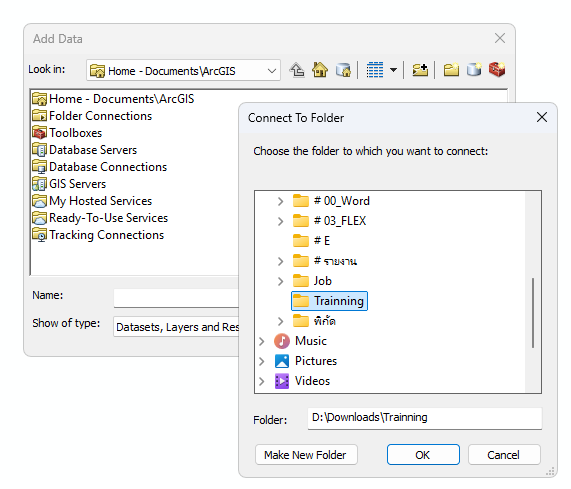 Add Data
Look in:
Home - Documents\ArcGIS
Home - Documents\ArcGIS
Folder Connections
Toolboxes
Database Servers
Database Connections
GIS Servers
My Hosted Services
Ready-To-Use Services
Tracking Connections
Name:
Show of type:
Datasets, Layers and Res
Connect To Folder
Choose the folder to which you want to connect:
# 00_Word
# 03_FLEX
# E
# รายงาน
Job
Trainning
พิกัด
Music
Pictures
Videos
Folder:
D:\Downloads\Trainning
Make New Folder
OK
Cancel